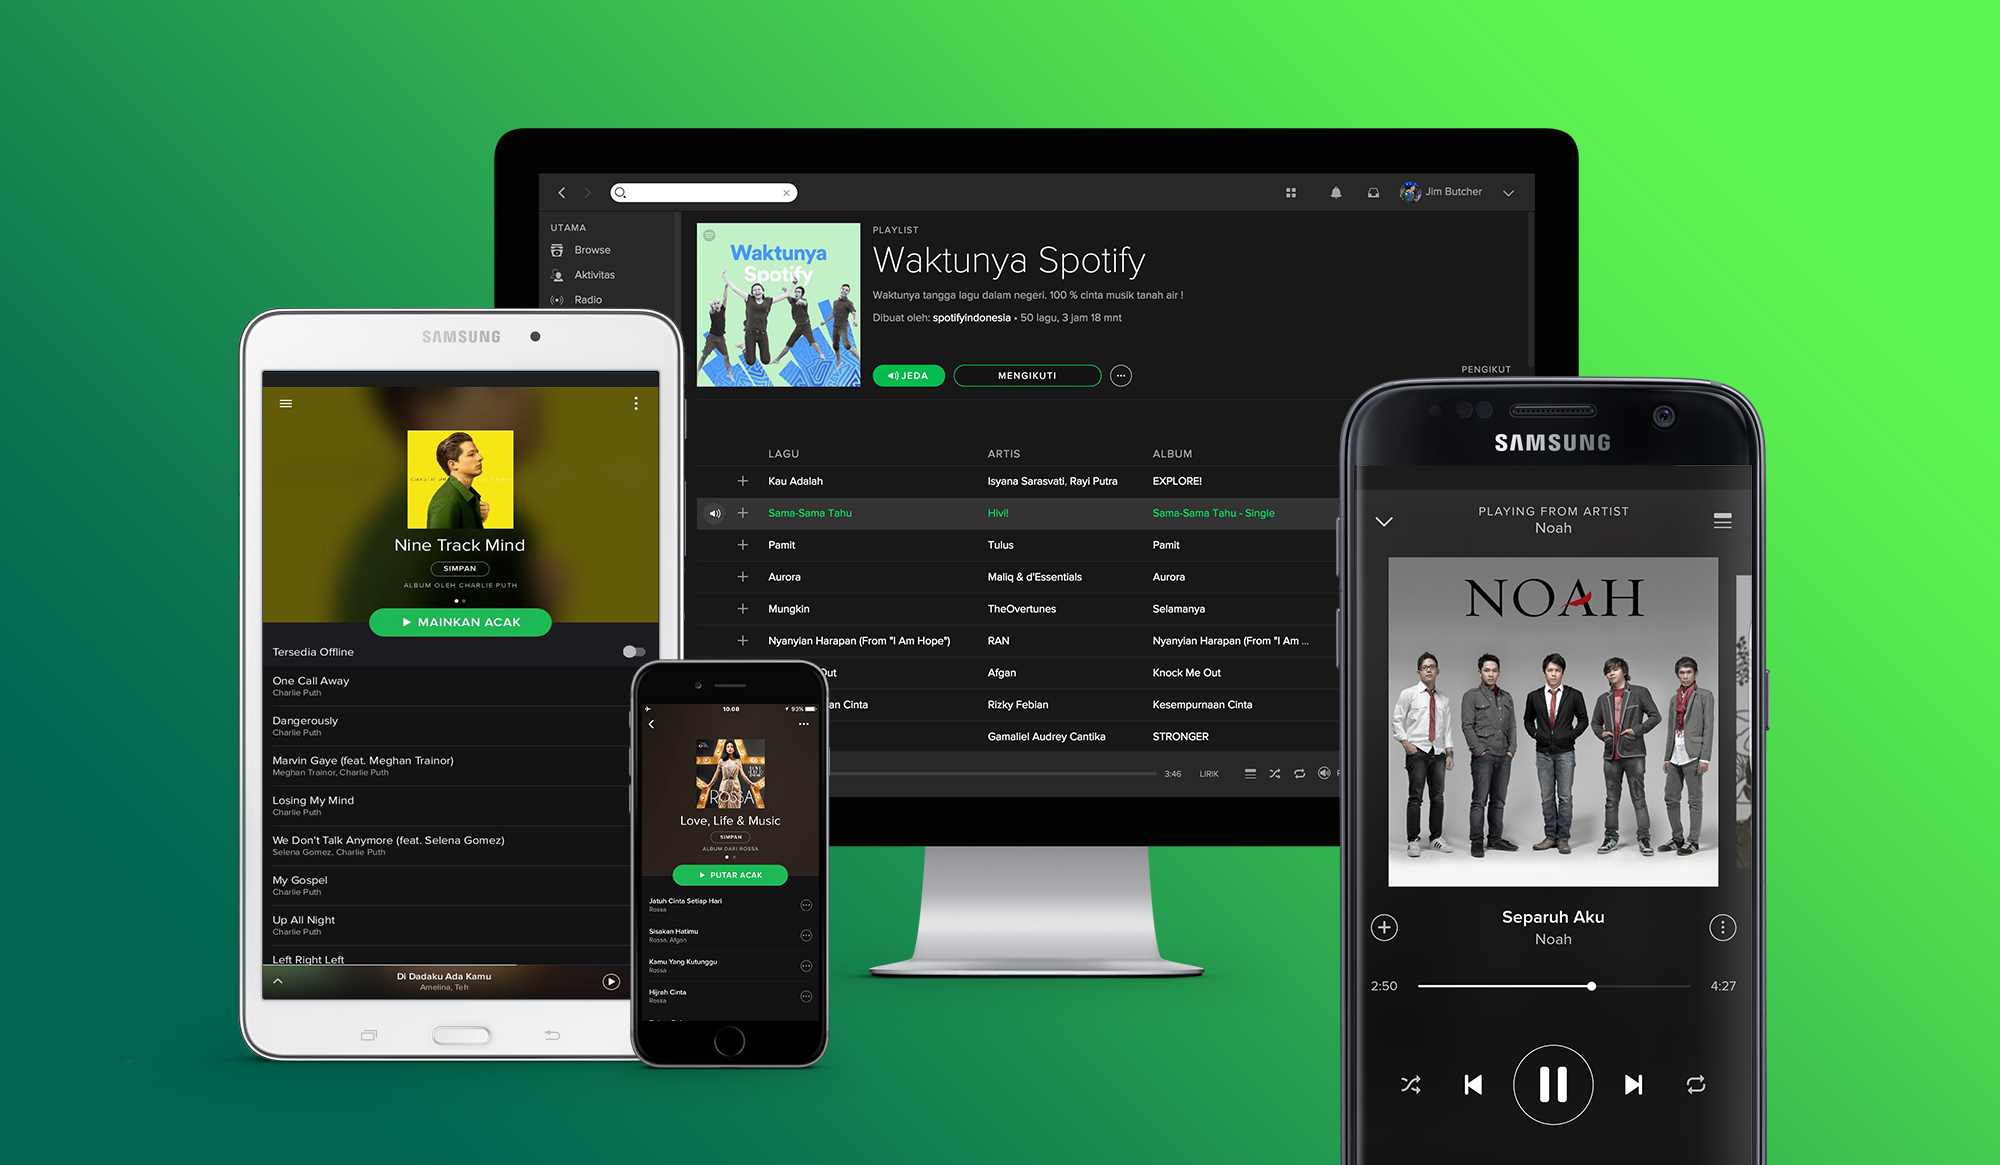 Jim Butcher
UTAMA
Browse
Aktivitas
Radio
Waktunya
Spotify
PLAYLIST
Waktunya Spotify
Waktunya tangga lagu dalam negeri. 100 % cinta musik tanah air !
Dibuat oleh: spotifyindonesia • 50 lagu, 3 jam 18 mnt
JEDA
MENGIKUTI
PENGIKUT
LAGU ARTIS ALBUM
Kau Adalah Isyana Sarasvati, Rayi Putra EXPLORE!
Sama-Sama Tahu Hivi! Sama-Sama Tahu - Single
Pamit Tulus Pamit
Aurora Maliq & d'Essentials Aurora
Mungkin TheOvertunes Selamanya
Nyanyian Harapan (From "I Am Hope") RAN Nyanyian Harapan (From "I Am ...
Out Afgan Knock Me Out
an Cinta Rizky Febian Kesempurnaan Cinta
Gamaliel Audrey Cantika STRONGER
3:46 LIRIK
SAMSUNG
Nine Track Mind
SIMPAN
ALBUM OLEH CHARLIE PUTH
MAINKAN ACAK
Tersedia Offline
One Call Away
Charlie Puth
Dangerously
Charlie Puth
Marvin Gaye (feat. Meghan Trainor)
Meghan Trainor, Charlie Puth
Losing My Mind
Charlie Puth
We Don't Talk Anymore (feat. Selena Gomez)
Selena Gomez, Charlie Puth
My Gospel
Charlie Puth
Up All Night
Charlie Puth
Left Right Left
Di Dadaku Ada Kamu
Amelina, Teh
10.08 93%
ROSSA
Love, Life & Music
SIMPAN
ALBUM DARI ROSSA
PUTAR ACAK
Jatuh Cinta Setiap Hari
Rossa
Sisakan Hatimu
Rossa, Afgan
Kamu Yang Kutunggu
Rossa
Hijrah Cinta
Rossa
SAMSUNG
PLAYING FROM ARTIST
Noah
NOAH
Separuh Aku
Noah
2:50 4:27